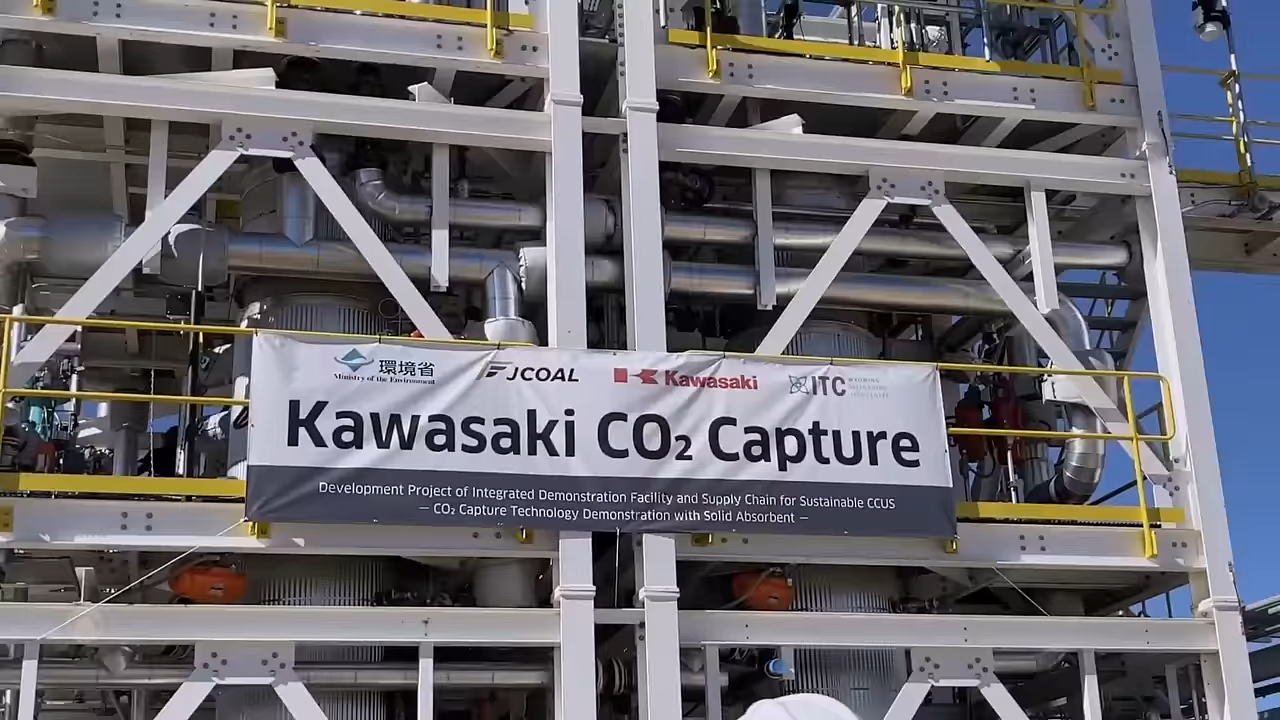 環境省
Ministry of the Environment
JCOAL
Kawasaki
ITC
WYOMING
Kawasaki CO₂ Capture
Development Project of Integrated Demonstration Facility and Supply Chain for Sustainable CCUS
— CO₂ Capture Technology Demonstration with Solid Absorbent —